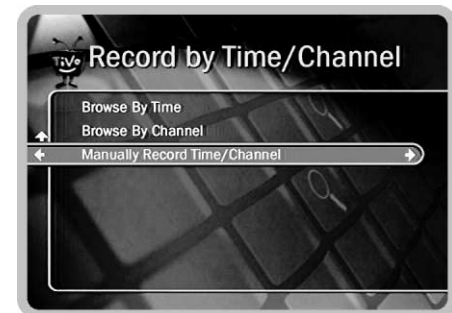 TiVo
Record by Time/Channel
Browse By Time
Browse By Channel
Manually Record Time/Channel